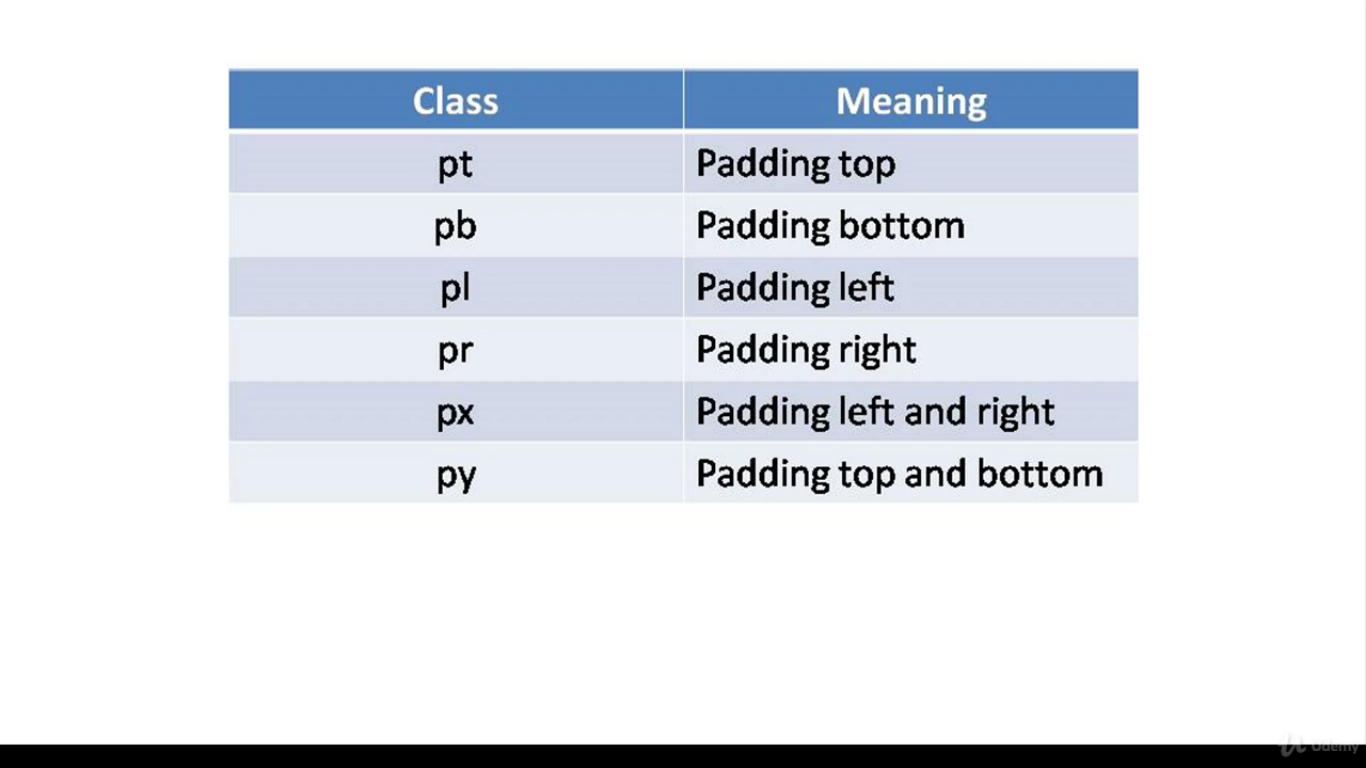 Class Meaning
pt Padding top
pb Padding bottom
pl Padding left
pr Padding right
px Padding left and right
py Padding top and bottom
Udemy